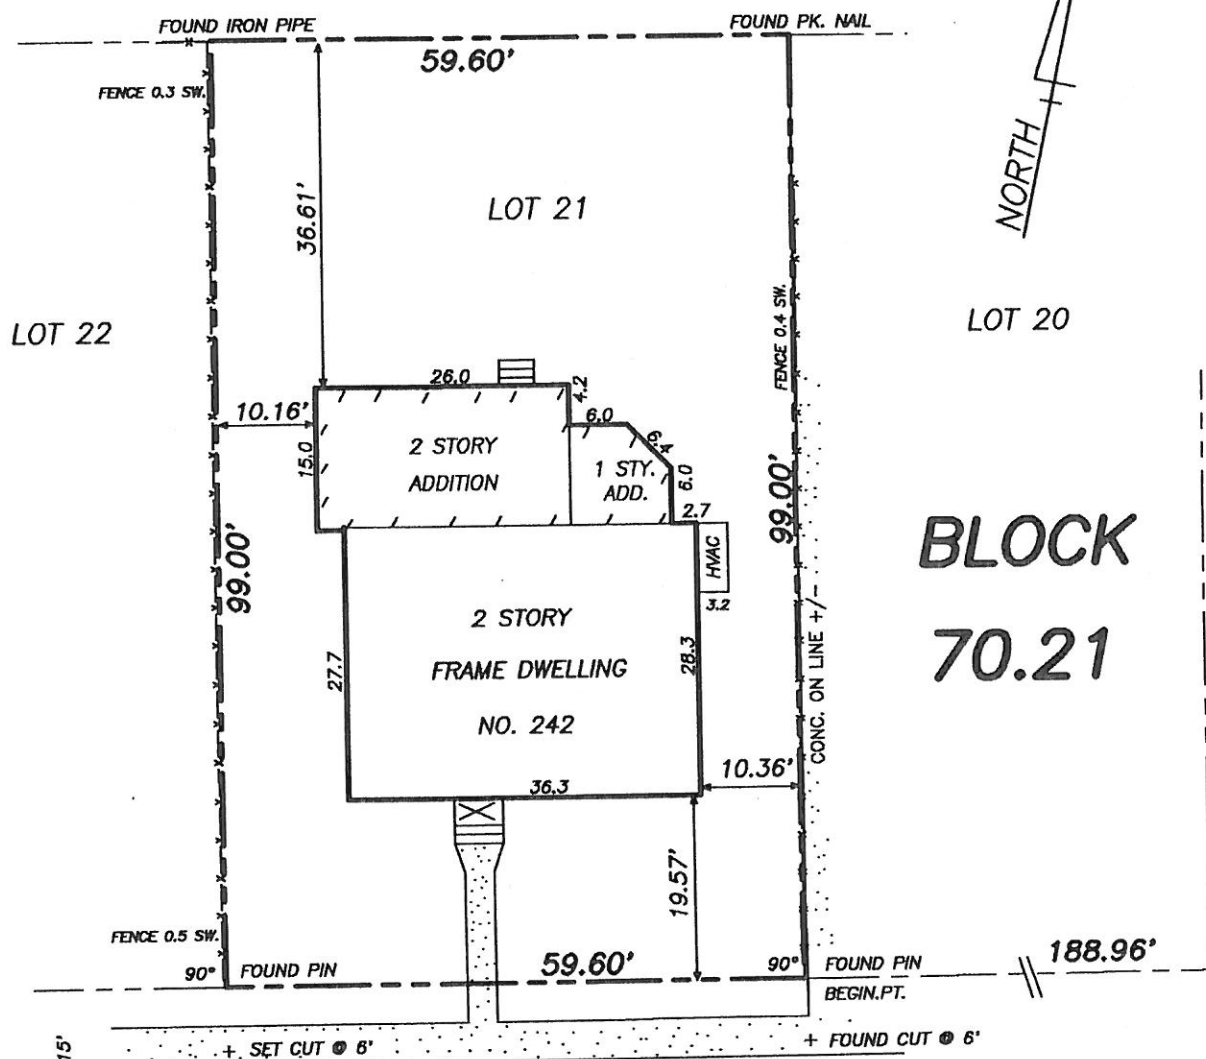 FOUND IRON PIPE
FOUND PK. NAIL
59.60'
FENCE 0.3 SW.
NORTH
36.61'
LOT 21
LOT 22
LOT 20
FENCE 0.4 SW.
26.0
4.2
10.16'
6.0
6.4
15.0
2 STORY
ADDITION
1 STY.
ADD.
6.0
2.7
99.00'
99.00'
BLOCK
70.21
HVAC
3.2
2 STORY
FRAME DWELLING
NO. 242
27.7
28.3
CONC. ON LINE +/-
10.36'
36.3
19.57'
FENCE 0.5 SW.
90°
FOUND PIN
59.60'
90°
FOUND PIN
BEGIN.PT.
188.96'
15'
+ SET CUT @ 6'
+ FOUND CUT @ 6'